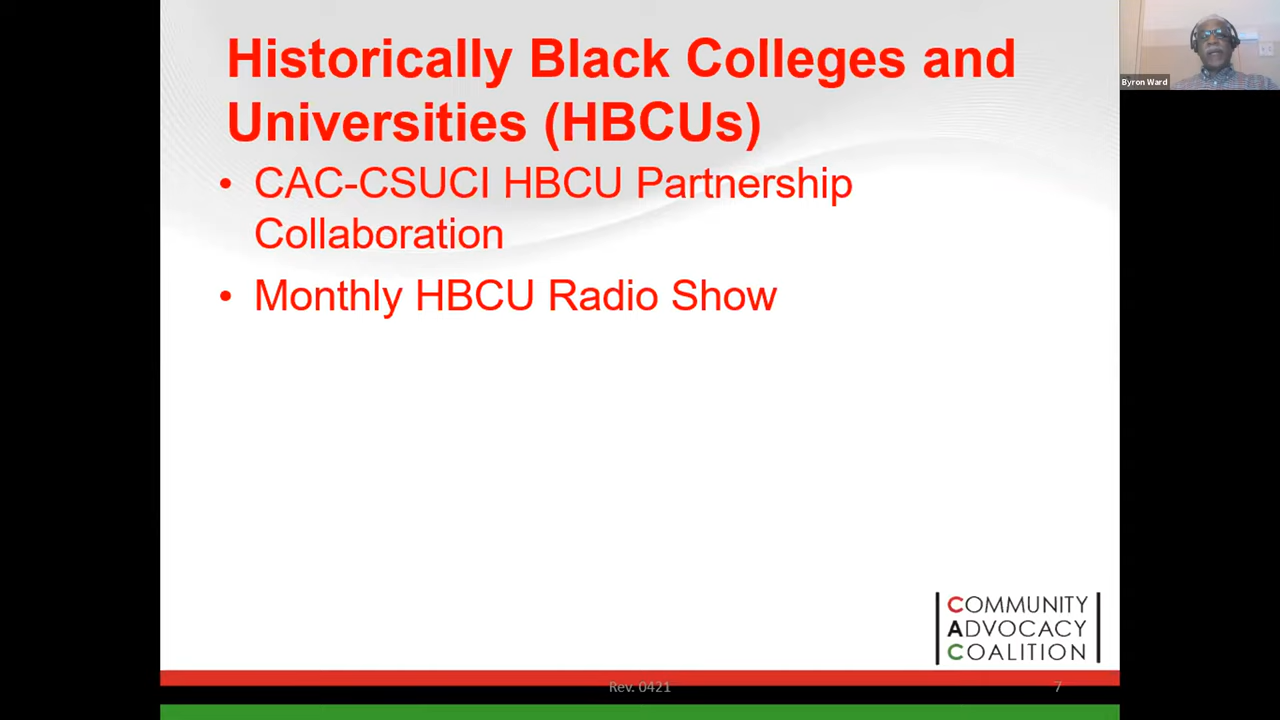 Historically Black Colleges and
Universities (HBCUs)
• CAC-CSUCI HBCU Partnership
Collaboration
• Monthly HBCU Radio Show
Byron Ward
COMMUNITY
ADVOCACY
COALITION
Rev. 0421
7